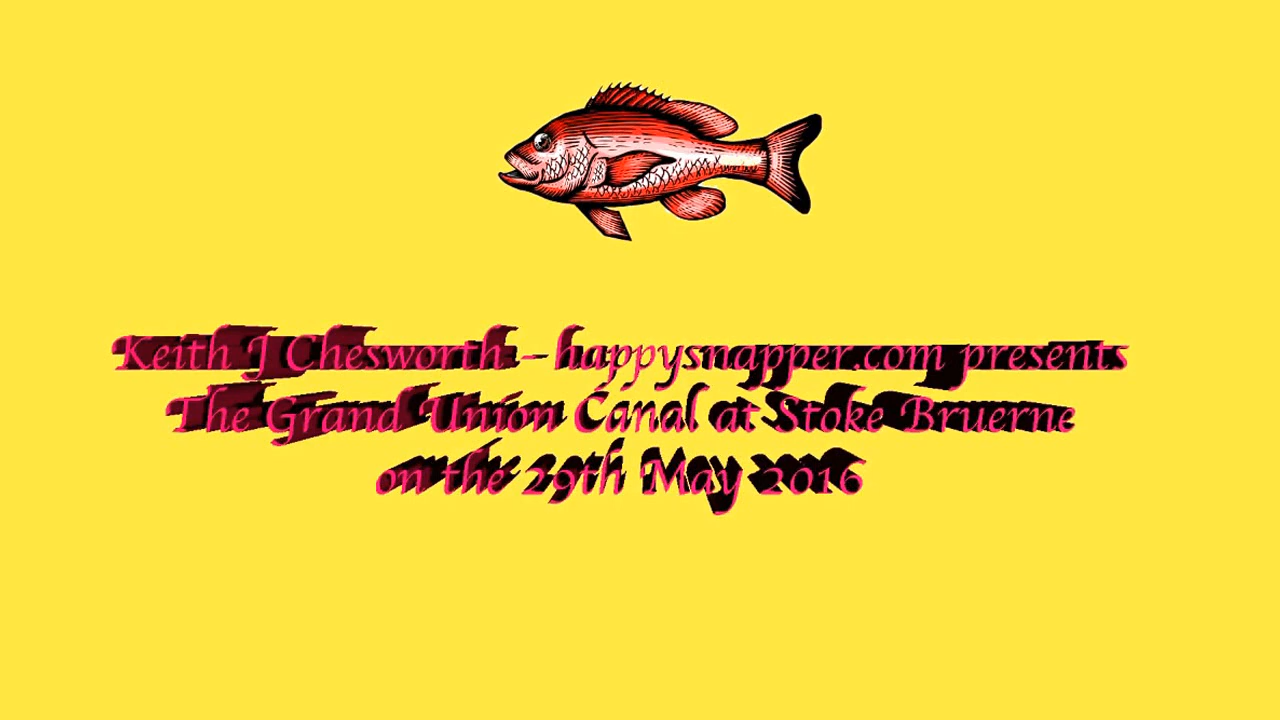 Keith J Chesworth - happysnapper.com presents
The Grand Union Canal at Stoke Bruerne
on the 29th May 2016